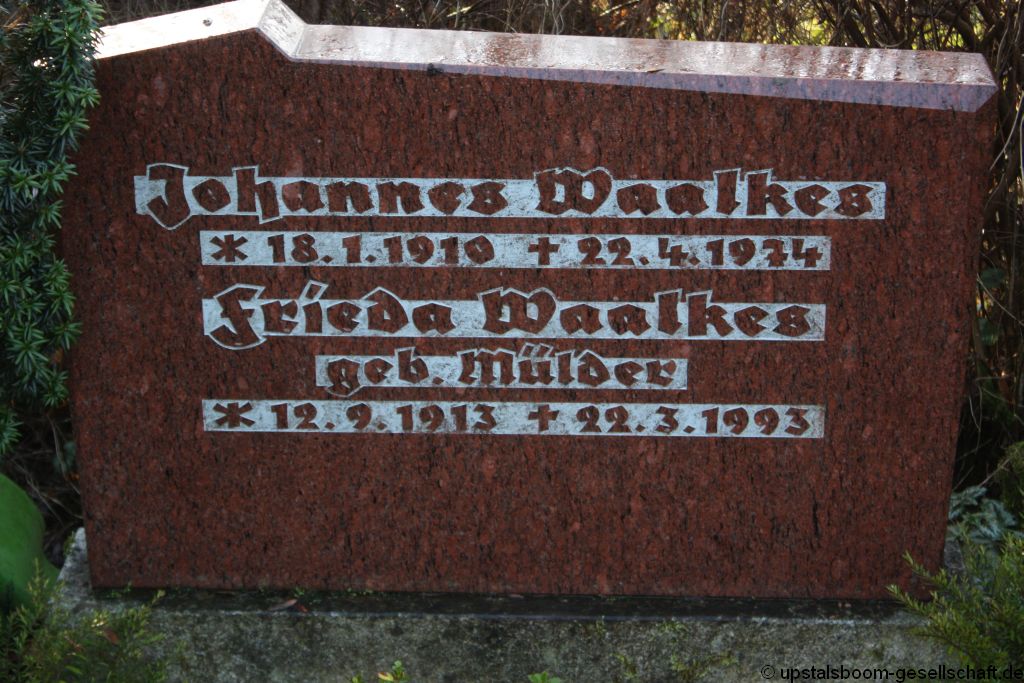 Johannes Waalkes
* 18.1.1910 † 22.4.1974
Frieda Waalkes
geb. Mülder
* 12.9.1913 † 22.3.1993
© upstalsboom-gesellschaft.de